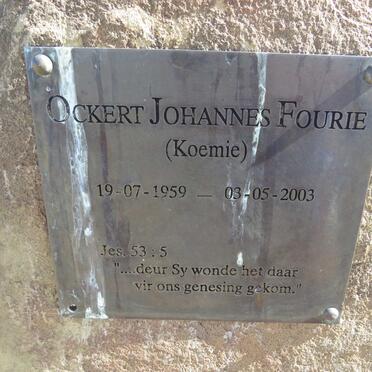 OCKERT JOHANNES FOURIE
(Koemie)
19-07-1959 — 03-05-2003
Jes. 53 : 5
"....deur Sy wonde het daar
vir ons genesing gekom."